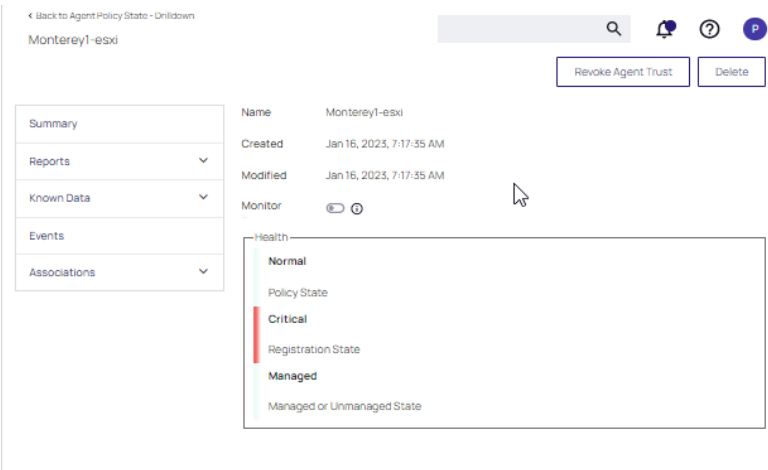 Back to Agent Policy State - Drilldown
Monterey1-esxi
P
Revoke Agent Trust
Delete
Summary
Reports
Known Data
Events
Associations
Name Monterey1-esxi
Created Jan 16, 2023, 7:17:35 AM
Modified Jan 16, 2023, 7:17:35 AM
Monitor
Health
Normal
Policy State
Critical
Registration State
Managed
Managed or Unmanaged State